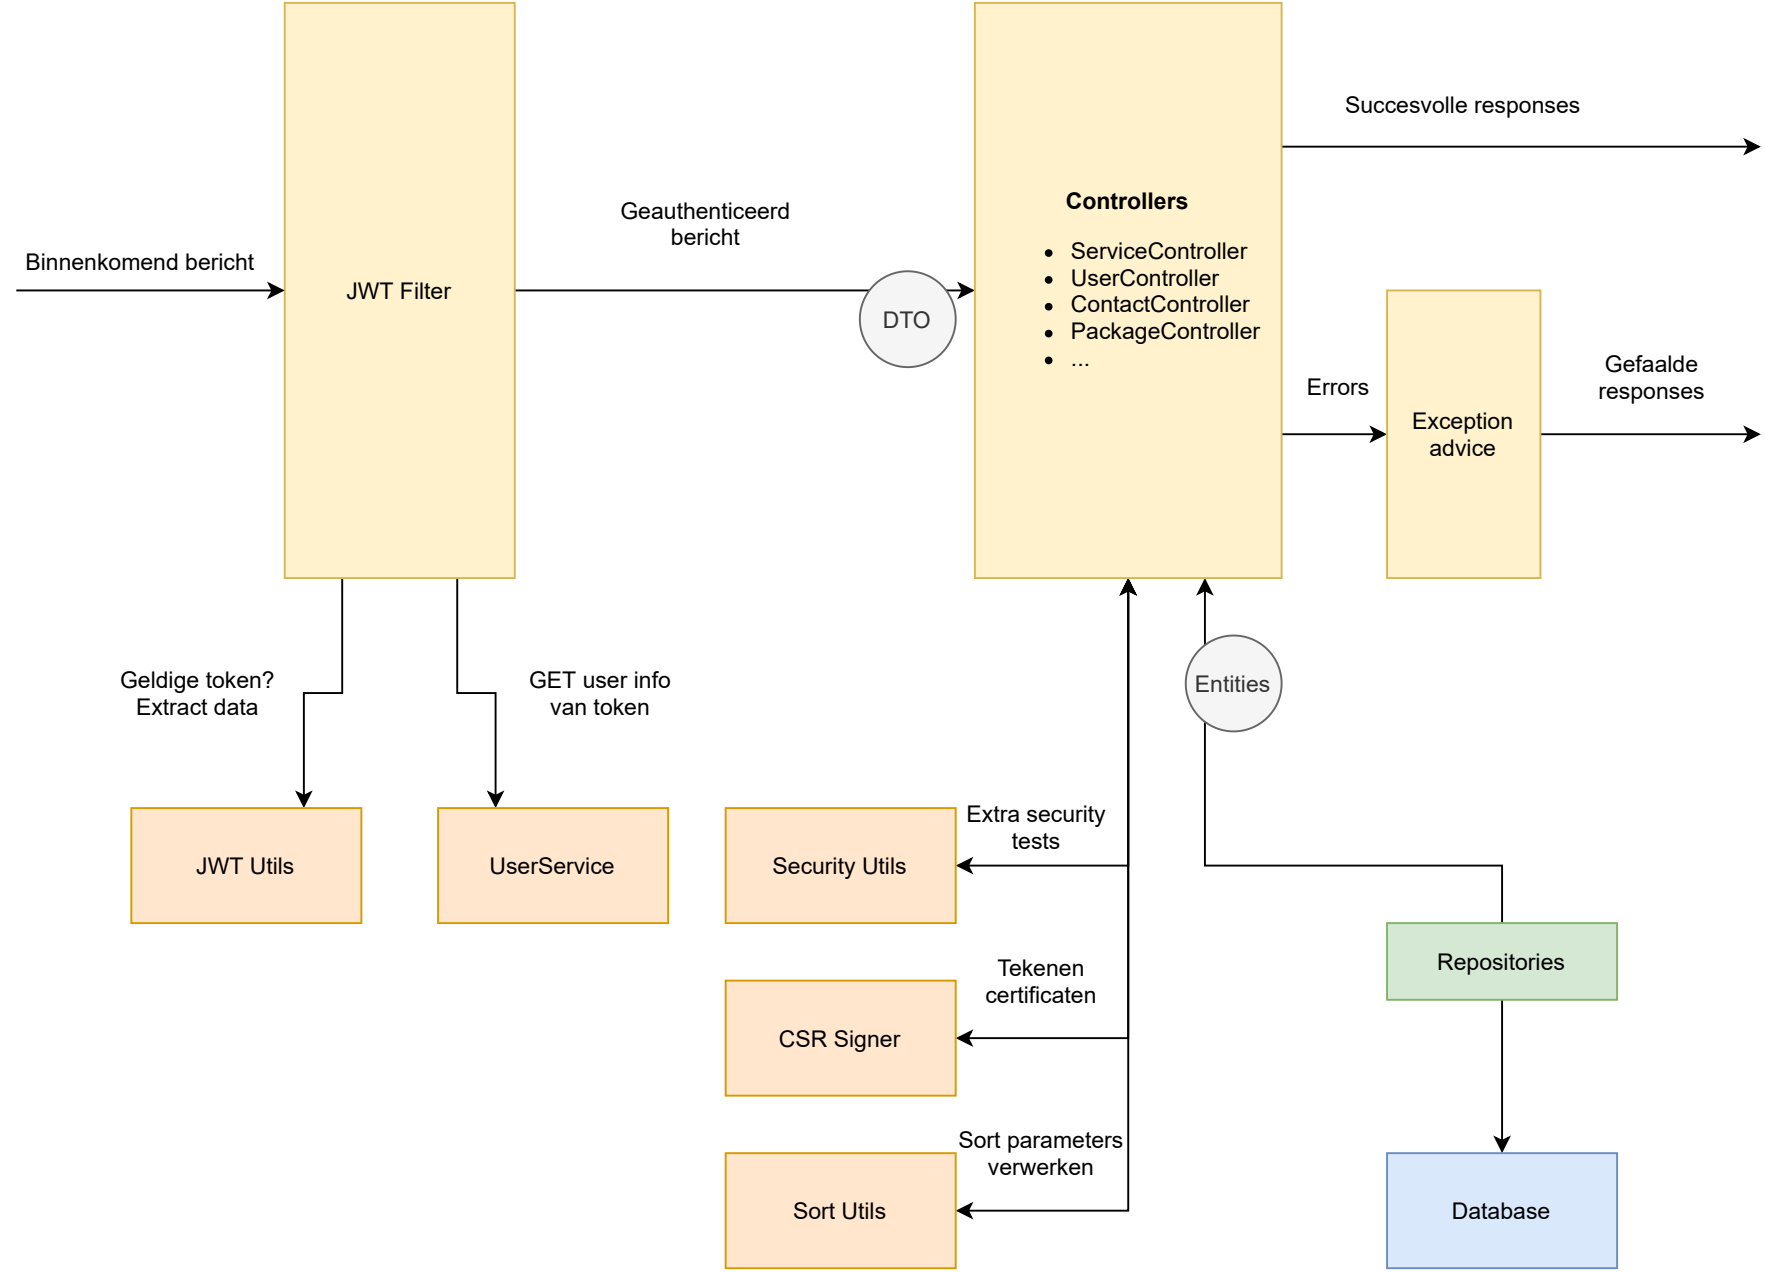 Succesvolle responses
Controllers
Geauthenticeerd
bericht
Binnenkomend bericht
JWT Filter
ServiceController
UserController
ContactController
PackageController
...
DTO
Errors
Exception
advice
Gefaalde
responses
Geldige token?
Extract data
GET user info
van token
Entities
JWT Utils
UserService
Security Utils
Extra security
tests
Tekenen
certificaten
CSR Signer
Repositories
Sort parameters
verwerken
Sort Utils
Database